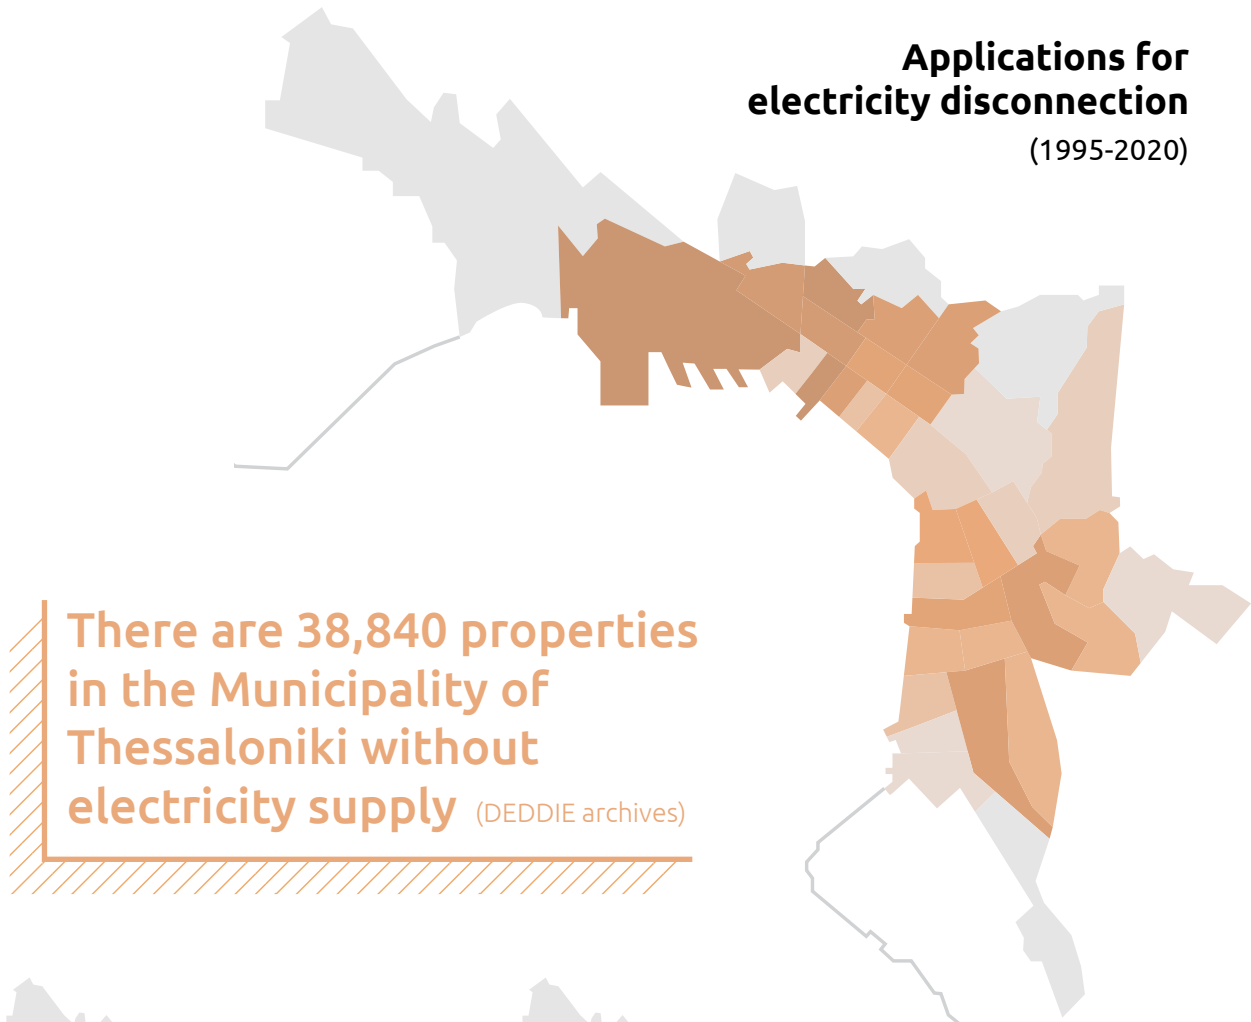 Applications for
electricity disconnection
(1995-2020)
There are 38,840 properties
in the Municipality of
Thessaloniki without
electricity supply (DEDDIE archives)